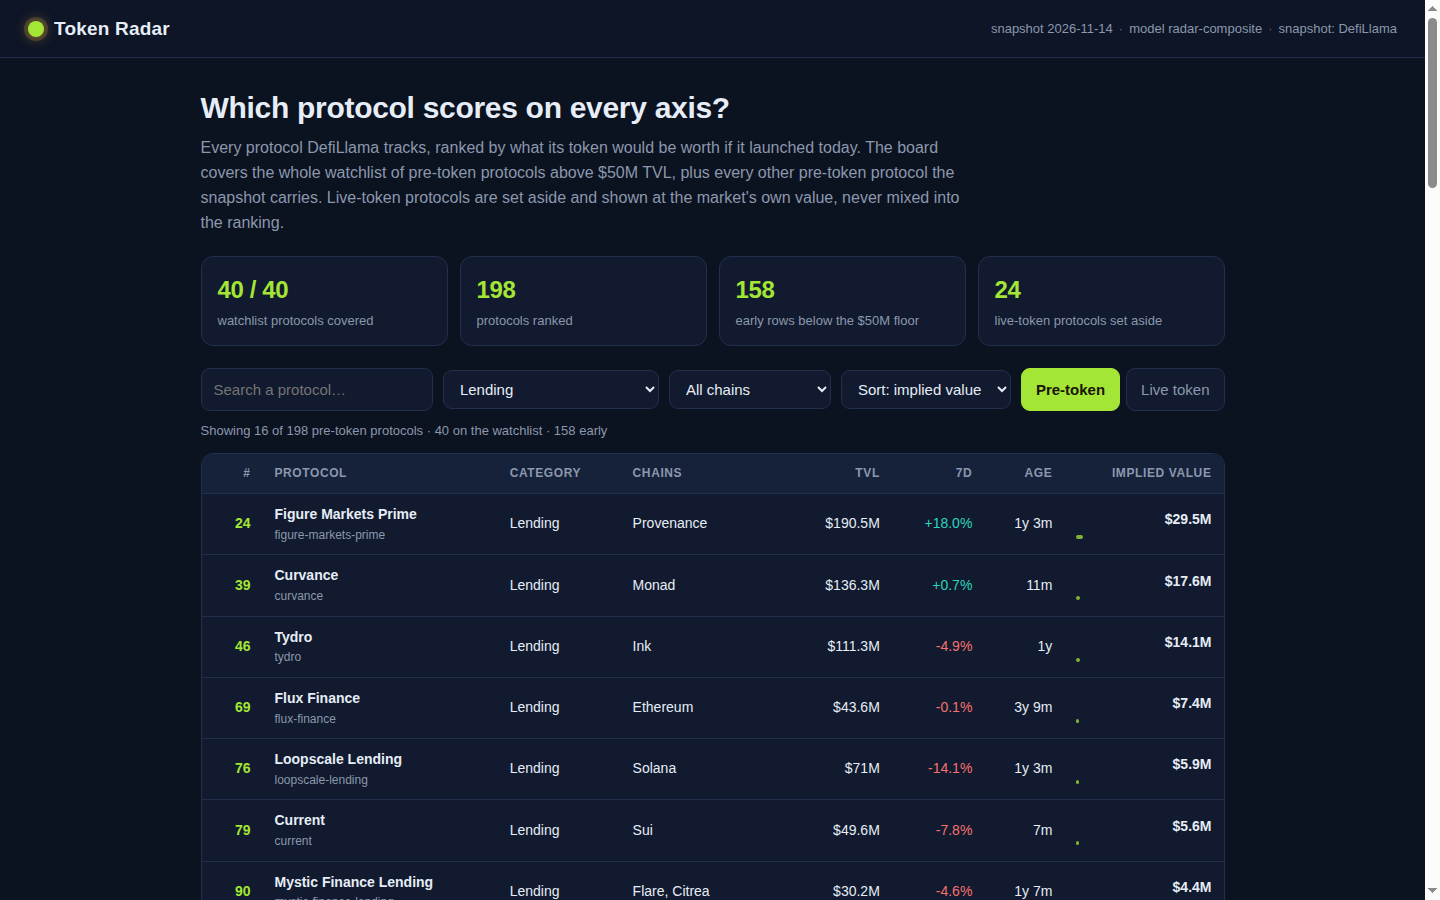 Token Radar
snapshot 2026-11-14 · model radar-composite · snapshot: DefiLlama
Which protocol scores on every axis?
Every protocol DefiLlama tracks, ranked by what its token would be worth if it launched today. The board
covers the whole watchlist of pre-token protocols above $50M TVL, plus every other pre-token protocol the
snapshot carries. Live-token protocols are set aside and shown at the market's own value, never mixed into
the ranking.
40 / 40
watchlist protocols covered
198
protocols ranked
158
early rows below the $50M floor
24
live-token protocols set aside
Search a protocol… Lending All chains Sort: implied value Pre-token Live token
Showing 16 of 198 pre-token protocols · 40 on the watchlist · 158 early
# PROTOCOL CATEGORY CHAINS TVL 7D AGE IMPLIED VALUE
24 Figure Markets Prime Lending Provenance $190.5M +18.0% 1y 3m $29.5M
figure-markets-prime
39 Curvance Lending Monad $136.3M +0.7% 11m $17.6M
curvance
46 Tydro Lending Ink $111.3M -4.9% 1y $14.1M
tydro
69 Flux Finance Lending Ethereum $43.6M -0.1% 3y 9m $7.4M
flux-finance
76 Loopscale Lending Lending Solana $71M -14.1% 1y 3m $5.9M
loopscale-lending
79 Current Lending Sui $49.6M -7.8% 7m $5.6M
current
90 Mystic Finance Lending Lending Flare, Citrea $30.2M -4.6% 1y 7m $4.4M